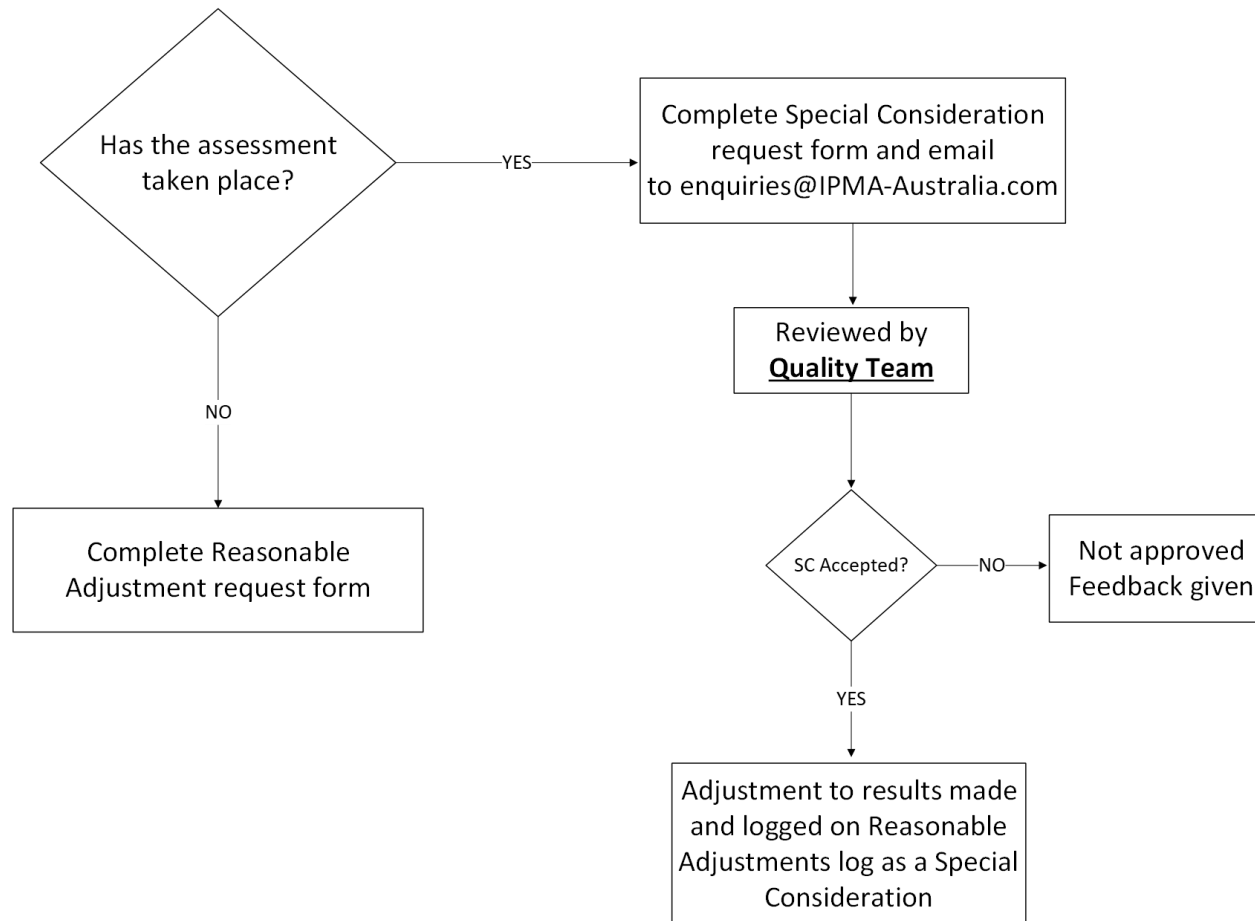 Has the assessment
taken place?
YES
Complete Special Consideration
request form and email
to enquiries@IPMA-Australia.com
Reviewed by
Quality Team
NO
Complete Reasonable
Adjustment request form
SC Accepted?
NO
Not approved
Feedback given
YES
Adjustment to results made
and logged on Reasonable
Adjustments log as a Special
Consideration